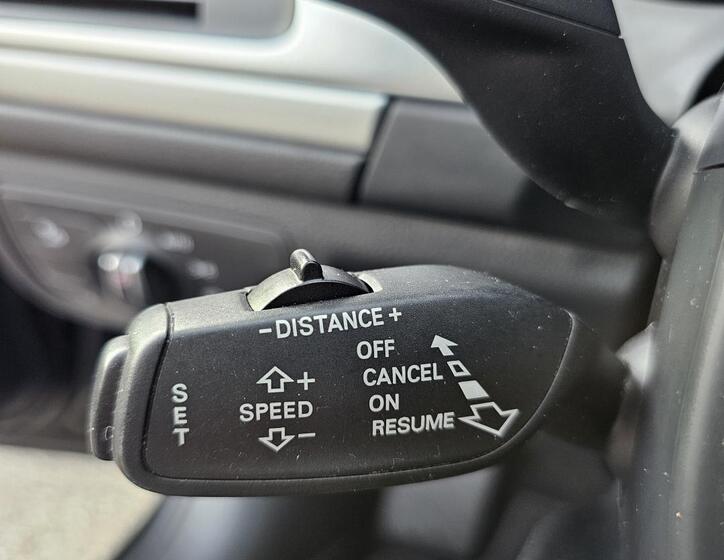 -DISTANCE+
SET
+
SPEED
-
OFF
CANCEL
ON
RESUME